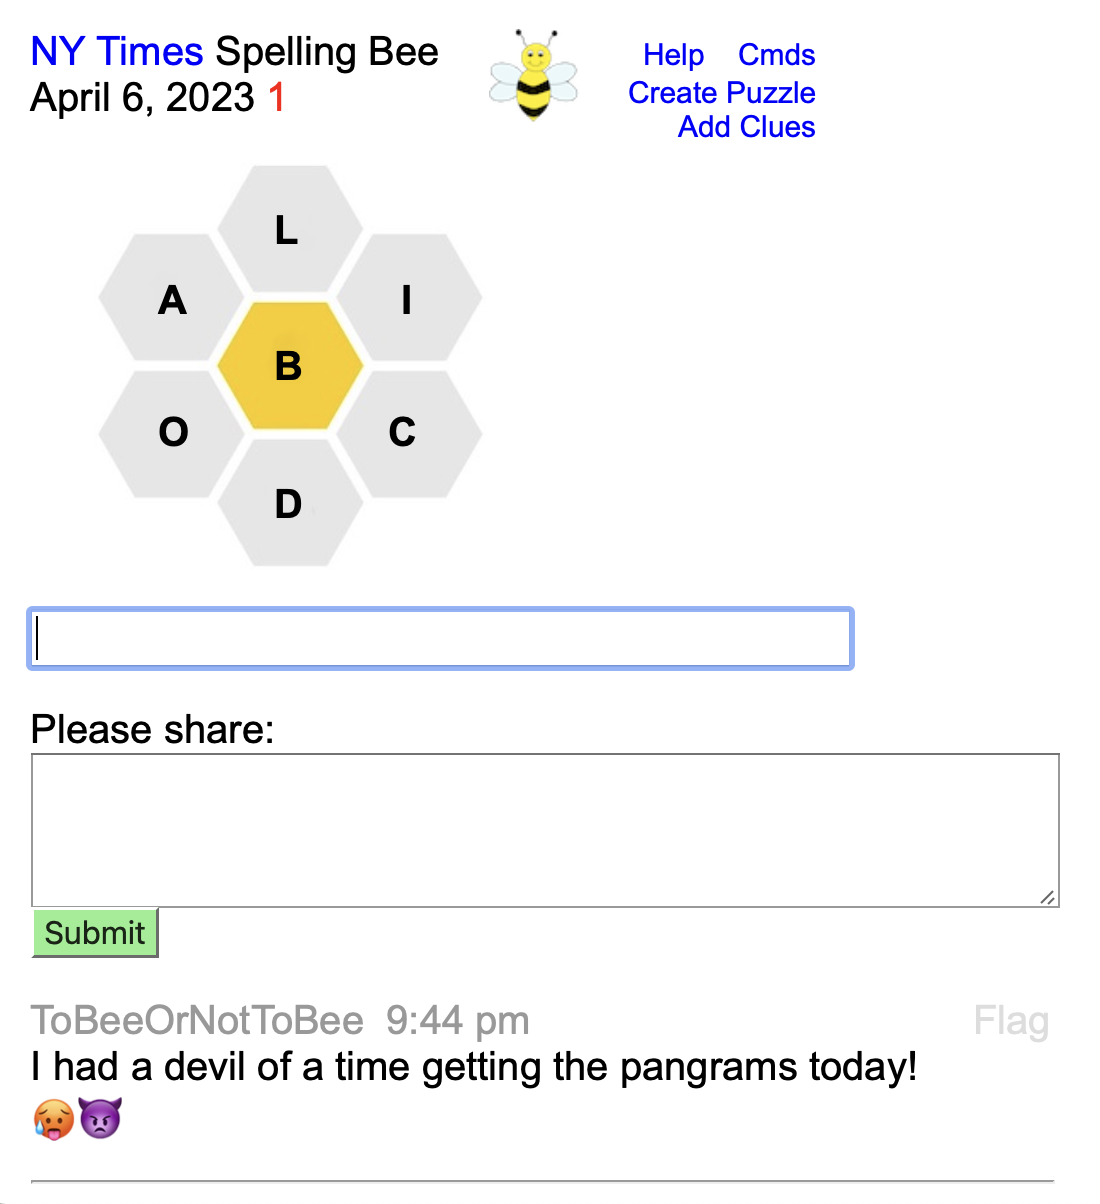 NY Times Spelling Bee
April 6, 2023 1
Help Cmds
Create Puzzle
Add Clues
L
A
I
B
O
C
D
Please share:
Submit
ToBeeOrNotToBee 9:44 pm Flag
I had a devil of a time getting the pangrams today!
🥵👿